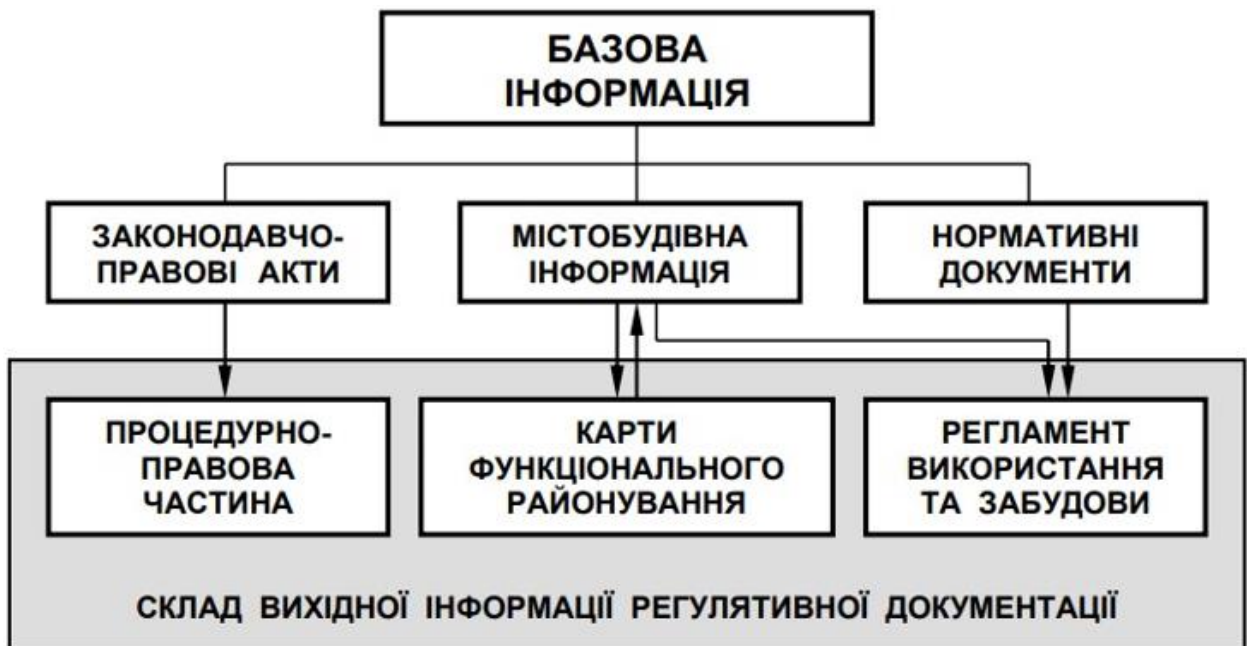 БАЗОВА
ІНФОРМАЦІЯ
ЗАКОНОДАВЧО-
ПРАВОВІ АКТИ
МІСТОБУДІВНА
ІНФОРМАЦІЯ
НОРМАТИВНІ
ДОКУМЕНТИ
ПРОЦЕДУРНО-
ПРАВОВА
ЧАСТИНА
КАРТИ
ФУНКЦІОНАЛЬНОГО
РАЙОНУВАННЯ
РЕГЛАМЕНТ
ВИКОРИСТАННЯ
ТА ЗАБУДОВИ
СКЛАД ВИХІДНОЇ ІНФОРМАЦІЇ РЕГУЛЯТИВНОЇ ДОКУМЕНТАЦІЇ